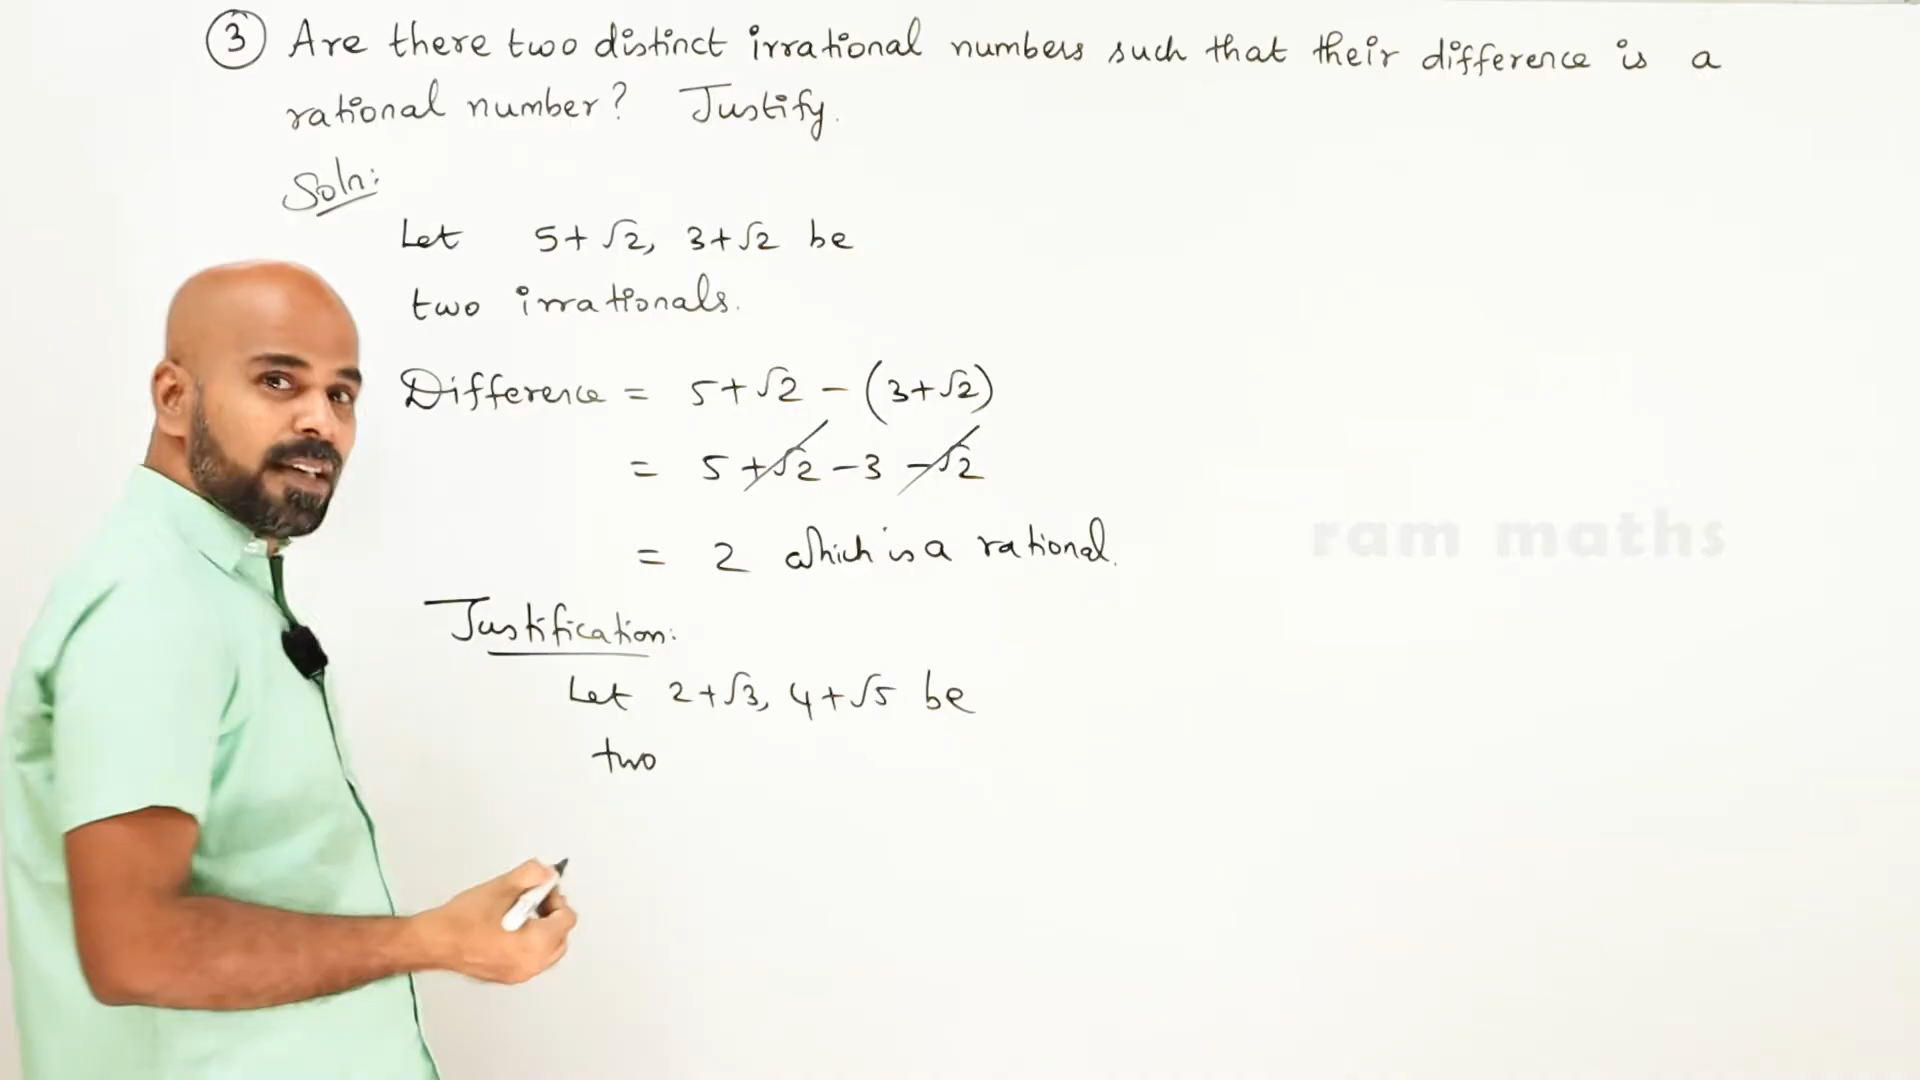 ③ Are there two distinct irrational numbers such that their difference is a
rational number? Justify.
Soln:
Let 5+√2, 3+√2 be
two irrationals.
Difference = 5+√2 - (3+√2)
= 5+√2-3-√2
= 2 which is a rational.
Justification:
Let 2+√3, 4+√5 be
two
ram maths